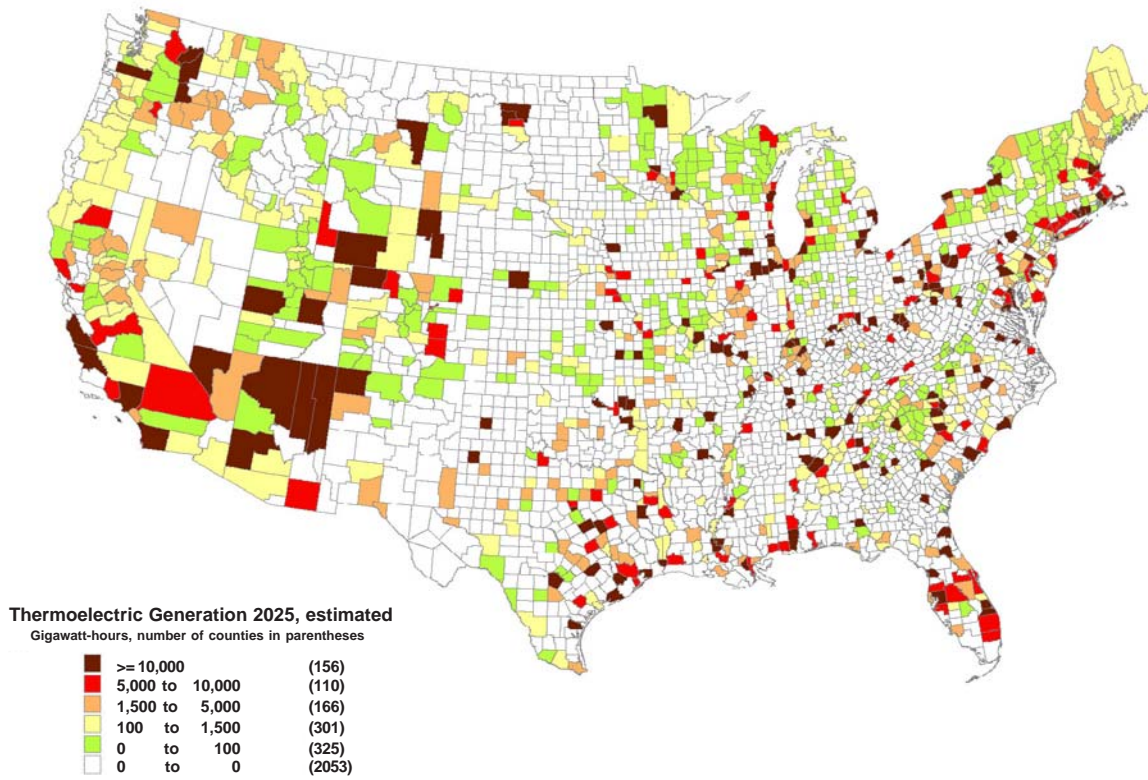 Thermoelectric Generation 2025, estimated
Gigawatt-hours, number of counties in parentheses
>= 10,000 (156)
5,000 to 10,000 (110)
1,500 to 5,000 (166)
100 to 1,500 (301)
0 to 100 (325)
0 to 0 (2053)